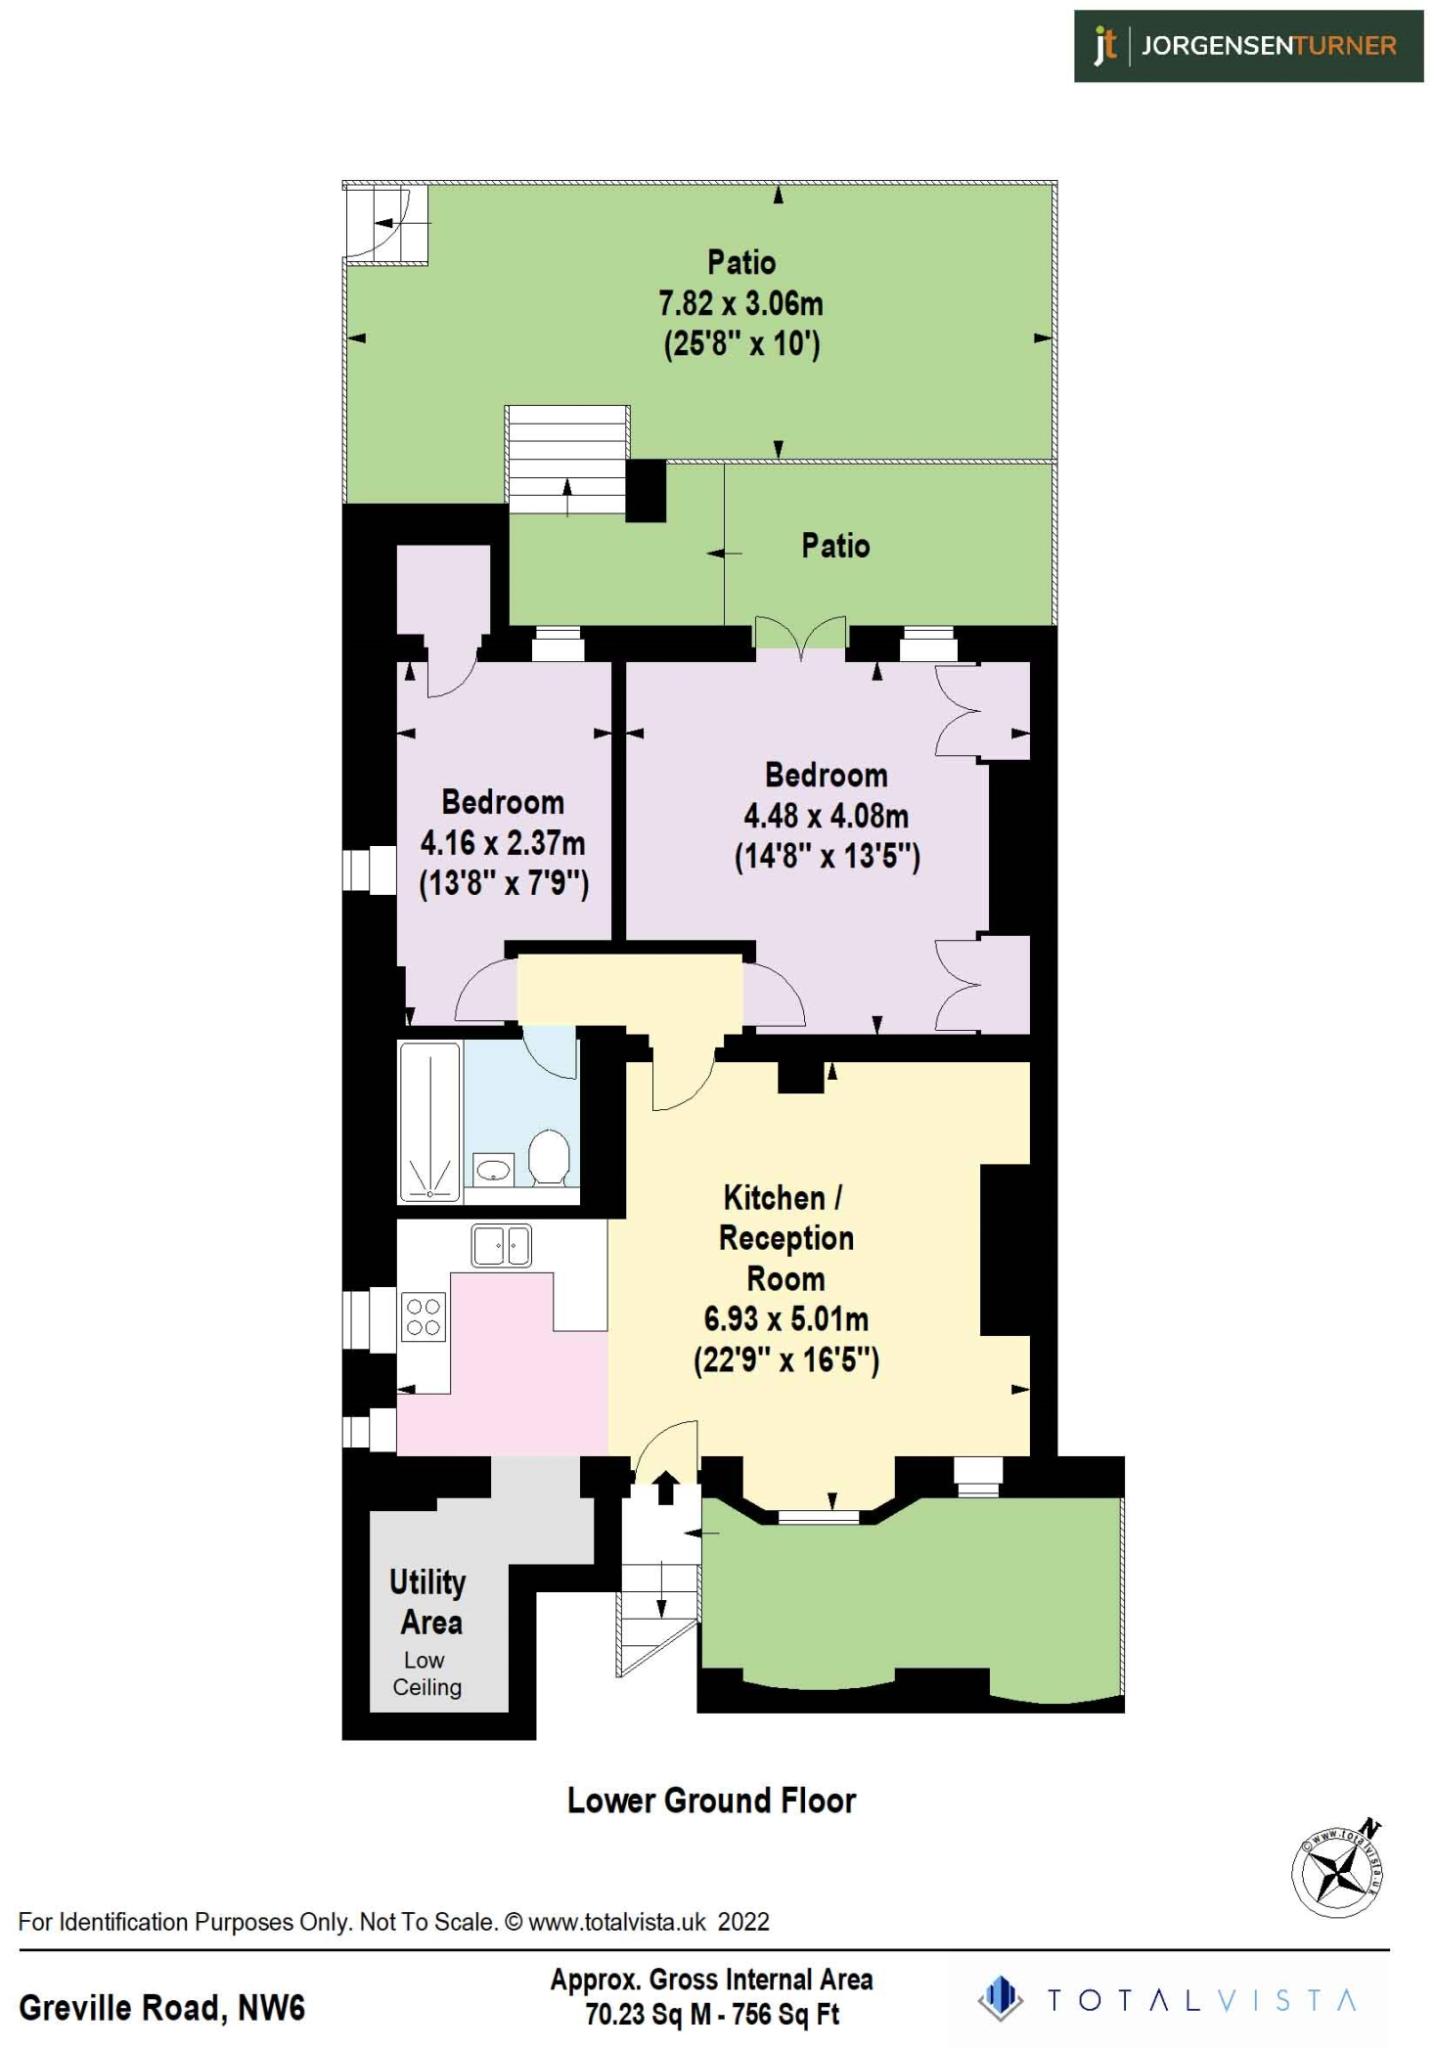 jt JORGENSENTURNER
Patio
7.82 x 3.06m
(25'8" x 10')
Patio
Bedroom
4.48 x 4.08m
(14'8" x 13'5")
Bedroom
4.16 x 2.37m
(13'8" x 7'9")
Kitchen /
Reception
Room
6.93 x 5.01m
(22'9" x 16'5")
Utility
Area
Low
Ceiling
Lower Ground Floor
N
© www.totalvista.uk
For Identification Purposes Only. Not To Scale. © www.totalvista.uk 2022
Greville Road, NW6
Approx. Gross Internal Area
70.23 Sq M - 756 Sq Ft
TOTALVISTA